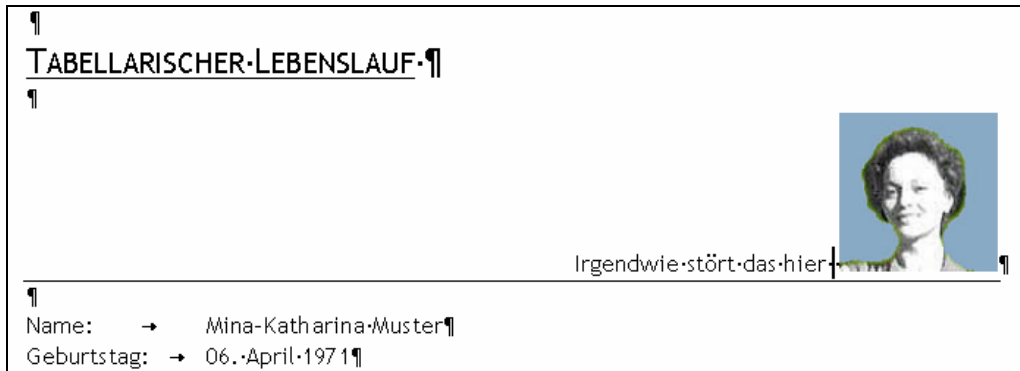 ¶
TABELLARISCHER·LEBENSLAUF·¶
¶
Irgendwie·stört·das·hier·¶
¶
Name: → Mina-Katharina·Muster¶
Geburtstag: → 06.·April·1971¶